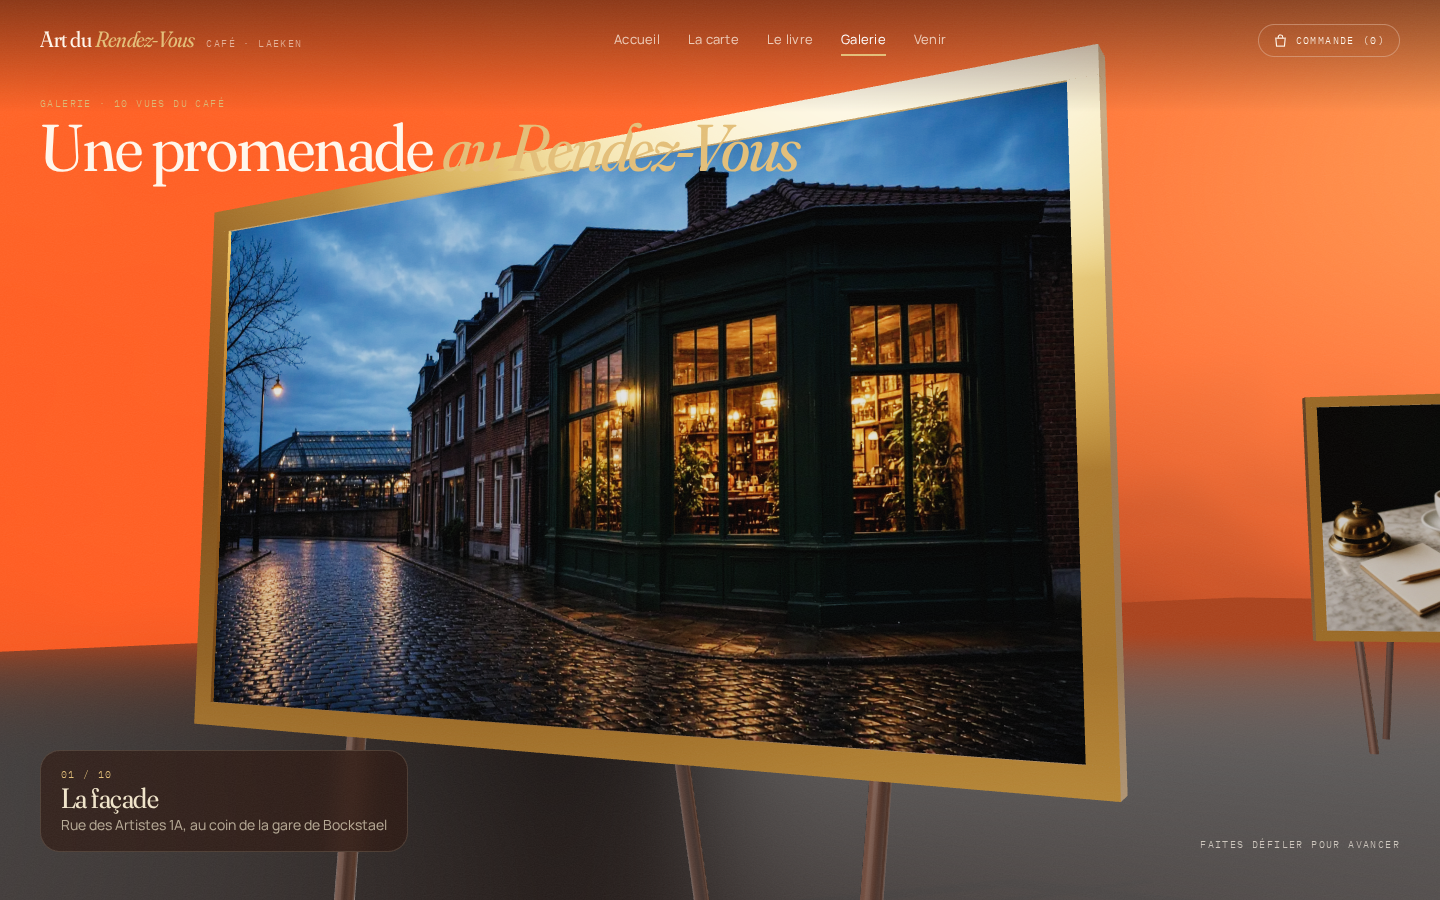 Art du Rendez-Vous CAFÉ · LAEKEN
Accueil La carte Le livre Galerie Venir
COMMANDE (0)
GALERIE · 10 VUES DU CAFÉ
Une promenade au Rendez-Vous
01 / 10
La façade
Rue des Artistes 1A, au coin de la gare de Bockstael
FAITES DÉFILER POUR AVANCER